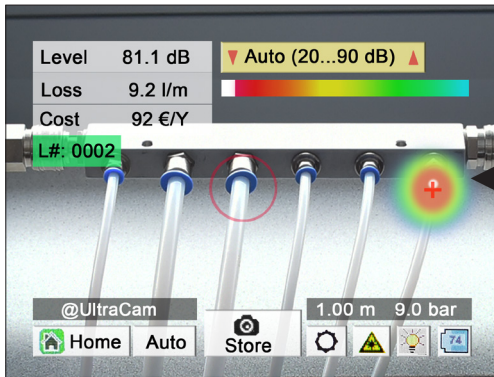 Level 81.1 dB
▼ Auto (20...90 dB) ▲
Loss 9.2 l/m
Cost 92 €/Y
L#: 0002
@UltraCam
1.00 m 9.0 bar
Home
Auto
Store
74